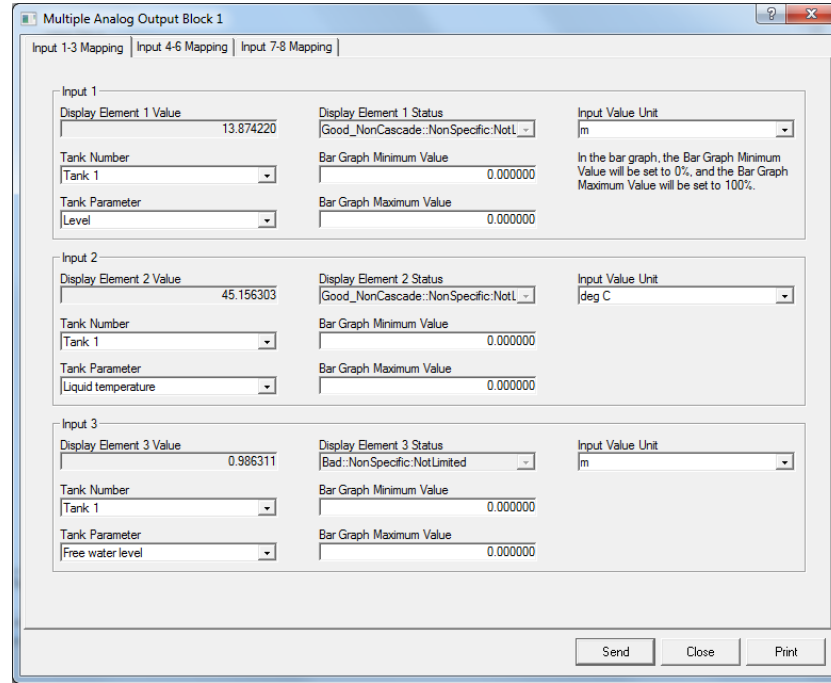 Multiple Analog Output Block 1
Input 1-3 Mapping Input 4-6 Mapping Input 7-8 Mapping
Input 1
Display Element 1 Value Display Element 1 Status Input Value Unit
13.874220 Good_NonCascade::NonSpecific:NotL m
Tank Number Bar Graph Minimum Value In the bar graph, the Bar Graph Minimum
Tank 1 0.000000 Value will be set to 0%, and the Bar Graph
Maximum Value will be set to 100%.
Tank Parameter Bar Graph Maximum Value
Level 0.000000
Input 2
Display Element 2 Value Display Element 2 Status Input Value Unit
45.156303 Good_NonCascade::NonSpecific:NotL deg C
Tank Number Bar Graph Minimum Value
Tank 1 0.000000
Tank Parameter Bar Graph Maximum Value
Liquid temperature 0.000000
Input 3
Display Element 3 Value Display Element 3 Status Input Value Unit
0.986311 Bad::NonSpecific:NotLimited m
Tank Number Bar Graph Minimum Value
Tank 1 0.000000
Tank Parameter Bar Graph Maximum Value
Free water level 0.000000
Send Close Print